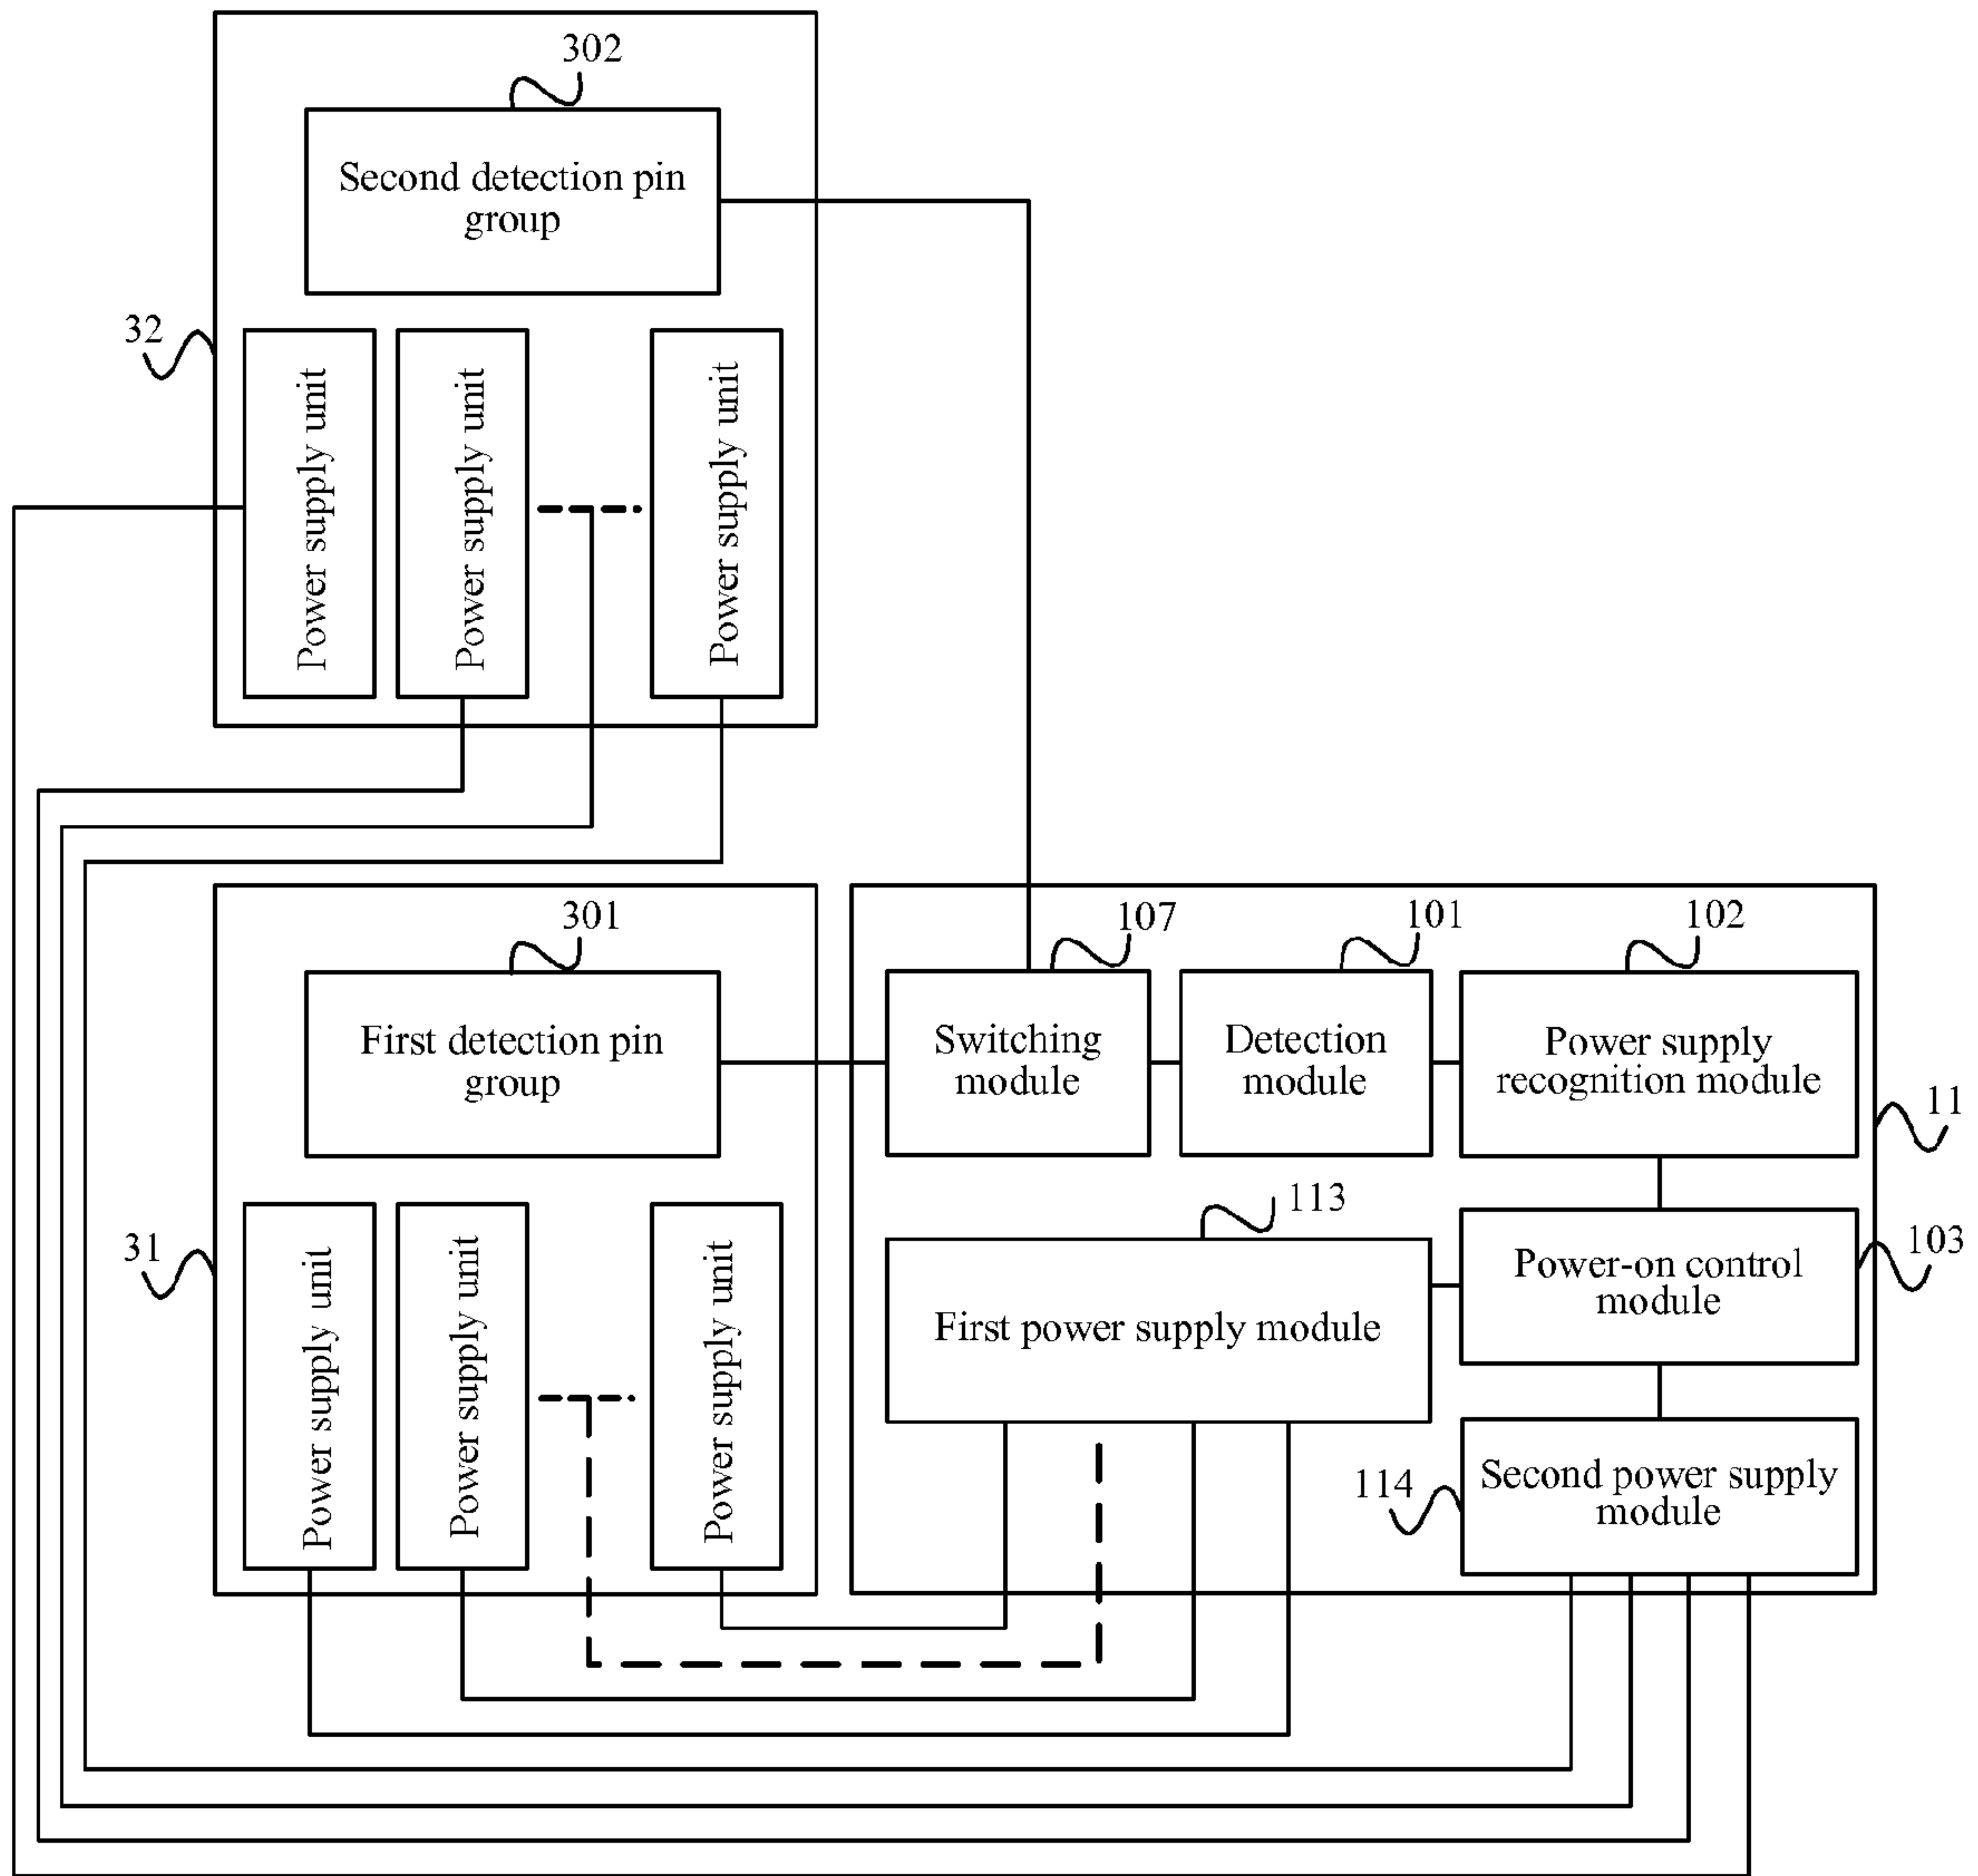 302
Second detection pin
group
32
Power supply unit
Power supply unit
Power supply unit
301
107
101
102
First detection pin
group
Switching
module
Detection
module
Power supply
recognition module
11
31
113
103
Power supply unit
Power supply unit
Power supply unit
First power supply module
Power-on control
module
114
Second power supply
module